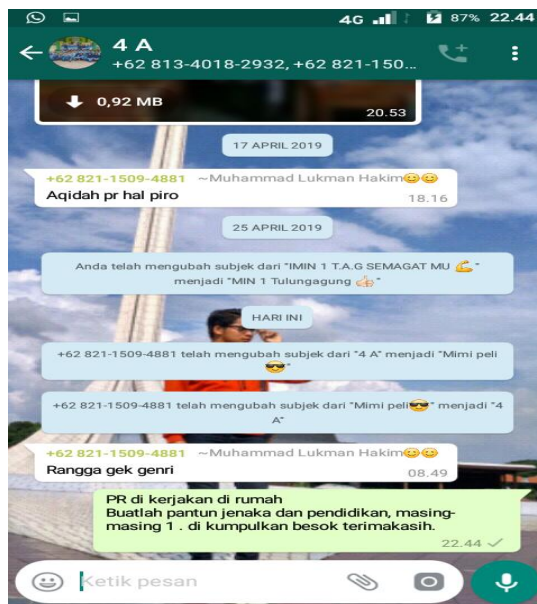 4G 87% 22.44
4 A
+62 813-4018-2932, +62 821-150...
0,92 MB
20.53
17 APRIL 2019
+62 821-1509-4881 ~Muhammad Lukman Hakim😊😊
Aqidah pr hal piro
18.16
25 APRIL 2019
Anda telah mengubah subjek dari "IMIN 1 T.A.G SEMAGAT MU 💪"
menjadi "MIN 1 Tulungagung 👍🏻"
HARI INI
+62 821-1509-4881 telah mengubah subjek dari "4 A" menjadi "Mimi peli
😎"
+62 821-1509-4881 telah mengubah subjek dari "Mimi peli😎" menjadi "4
A"
+62 821-1509-4881 ~Muhammad Lukman Hakim😊😊
Rangga gek genri
08.49
PR di kerjakan di rumah
Buatlah pantun jenaka dan pendidikan, masing-
masing 1 . di kumpulkan besok terimakasih.
22.44
Ketik pesan